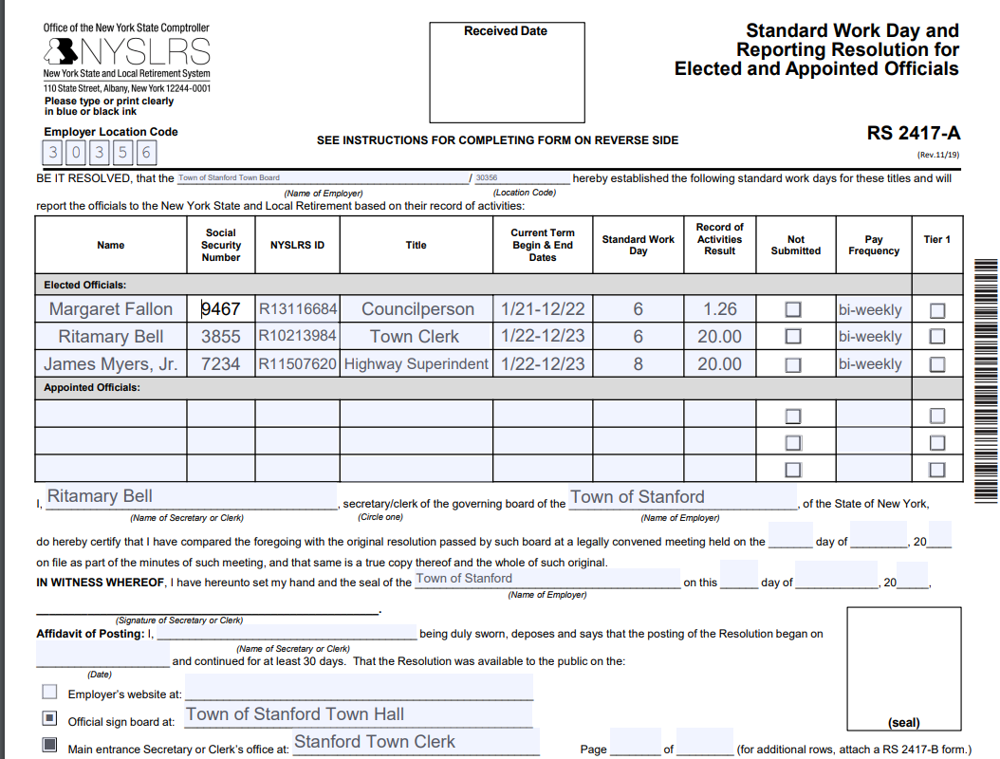 Office of the New York State Comptroller
NYSLRS
New York State and Local Retirement System
110 State Street, Albany, New York 12244-0001
Please type or print clearly
in blue or black ink
Received Date
Standard Work Day and
Reporting Resolution for
Elected and Appointed Officials
Employer Location Code
3 0 3 5 6
SEE INSTRUCTIONS FOR COMPLETING FORM ON REVERSE SIDE
RS 2417-A
(Rev.11/19)
BE IT RESOLVED, that the Town of Stanford Town Board / 30356 hereby established the following standard work days for these titles and will
(Name of Employer) (Location Code)
report the officials to the New York State and Local Retirement based on their record of activities:
Name Social Security Number NYSLRS ID Title Current Term Begin & End Dates Standard Work Day Record of Activities Result Not Submitted Pay Frequency Tier 1
Elected Officials:
Margaret Fallon 9467 R13116684 Councilperson 1/21-12/22 6 1.26 bi-weekly
Ritamary Bell 3855 R10213984 Town Clerk 1/22-12/23 6 20.00 bi-weekly
James Myers, Jr. 7234 R11507620 Highway Superindent 1/22-12/23 8 20.00 bi-weekly
Appointed Officials:
I, Ritamary Bell, secretary/clerk of the governing board of the Town of Stanford, of the State of New York,
(Name of Secretary or Clerk) (Circle one) (Name of Employer)
do hereby certify that I have compared the foregoing with the original resolution passed by such board at a legally convened meeting held on the ____ day of ____, 20____
on file as part of the minutes of such meeting, and that same is a true copy thereof and the whole of such original.
IN WITNESS WHEREOF, I have hereunto set my hand and the seal of the Town of Stanford on this ____ day of ____, 20____,
(Name of Employer)
.
(Signature of Secretary or Clerk)
Affidavit of Posting: I, ____ being duly sworn, deposes and says that the posting of the Resolution began on
(Name of Secretary or Clerk)
____ and continued for at least 30 days. That the Resolution was available to the public on the:
(Date)
Employer's website at:
Official sign board at: Town of Stanford Town Hall
(seal)
Main entrance Secretary or Clerk's office at: Stanford Town Clerk
Page ____ of ____ (for additional rows, attach a RS 2417-B form.)